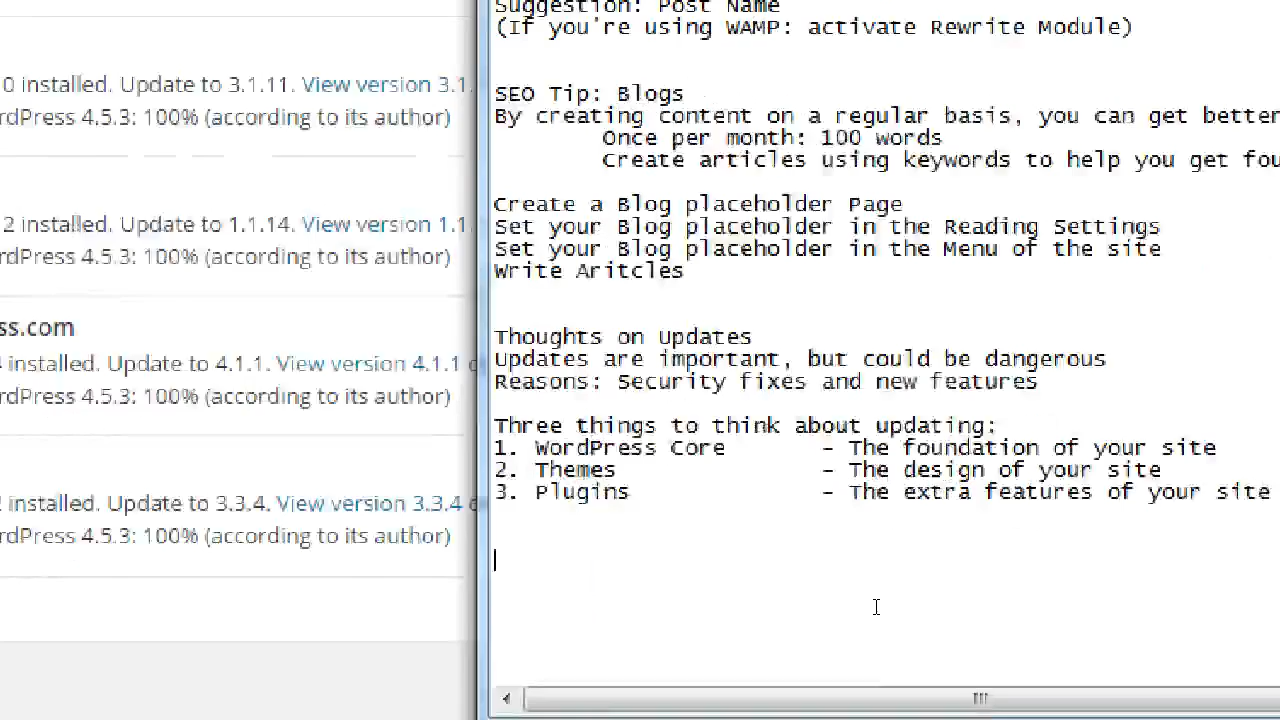 0 installed. Update to 3.1.11. View version 3.1.
rdPress 4.5.3: 100% (according to its author)
2 installed. Update to 1.1.14. View version 1.1.
rdPress 4.5.3: 100% (according to its author)
ss.com
installed. Update to 4.1.1. View version 4.1.1
rdPress 4.5.3: 100% (according to its author)
installed. Update to 3.3.4. View version 3.3.4
rdPress 4.5.3: 100% (according to its author)
Suggestion: Post Name
(If you're using WAMP: activate Rewrite Module)
SEO Tip: Blogs
By creating content on a regular basis, you can get better
Once per month: 100 words
Create articles using keywords to help you get fou
Create a Blog placeholder Page
Set your Blog placeholder in the Reading Settings
Set your Blog placeholder in the Menu of the site
Write Aritcles
Thoughts on Updates
Updates are important, but could be dangerous
Reasons: Security fixes and new features
Three things to think about updating:
1. WordPress Core - The foundation of your site
2. Themes - The design of your site
3. Plugins - The extra features of your site